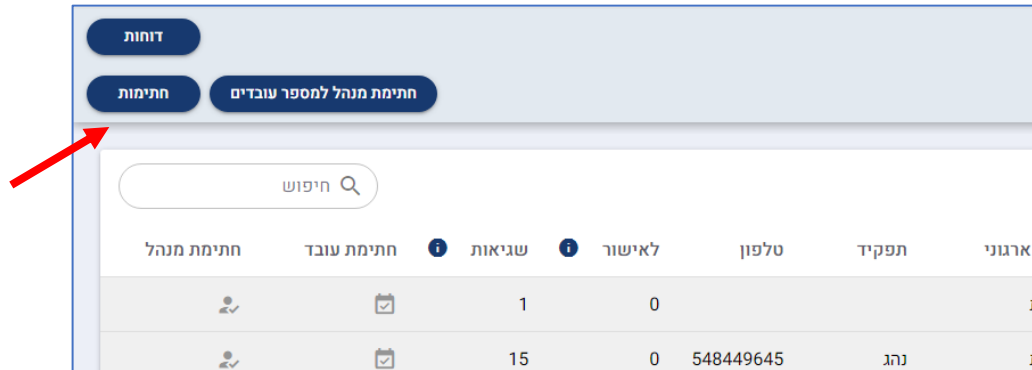 דוחות
חתימת מנהל למספר עובדים חתימות
חיפוש
ארגוני תפקיד טלפון לאישור שגיאות חתימת עובד חתימת מנהל
0 1
נהג 548449645 0 15